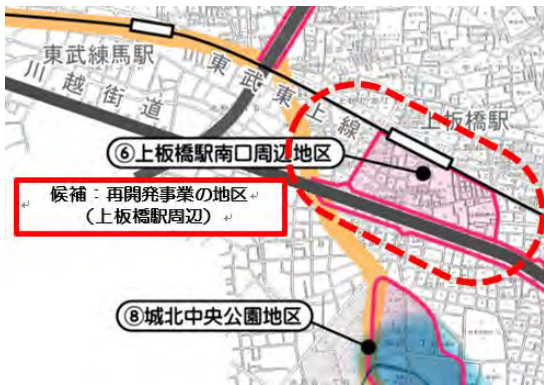 東武練馬駅
川越街道
東武東上線
上板橋駅
⑥上板橋駅南口周辺地区
候補：再開発事業の地区↵
（上板橋駅周辺）↵
⑧城北中央公園地区